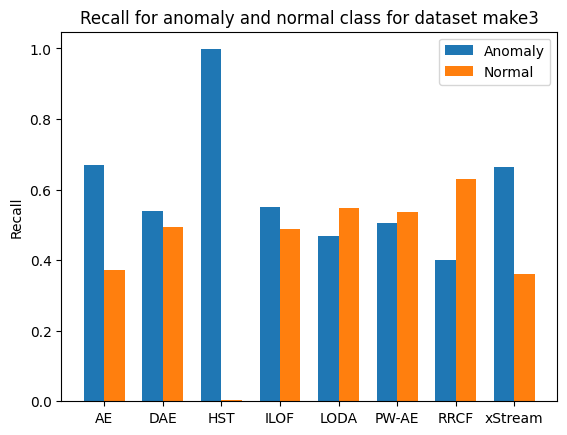 Recall for anomaly and normal class for dataset make3
Anomaly
Normal
Recall
1.0
0.8
0.6
0.4
0.2
0.0
AE DAE HST ILOF LODA PW-AE RRCF xStream